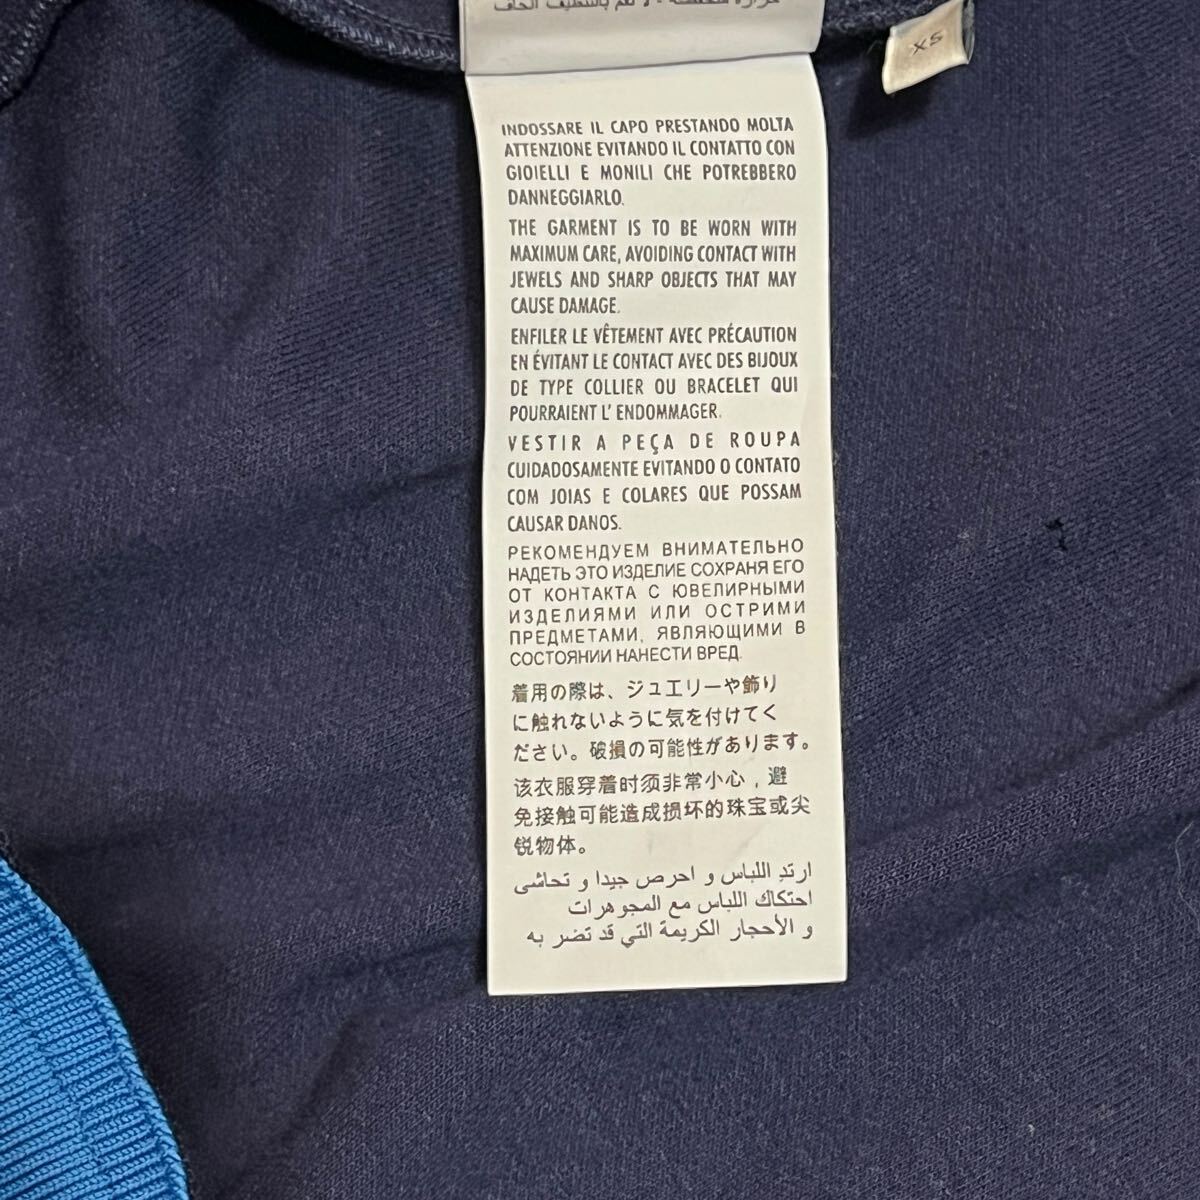 حرارة منخفضة - لا تقم بالتنظيف الجاف
XS
INDOSSARE IL CAPO PRESTANDO MOLTA
ATTENZIONE EVITANDO IL CONTATTO CON
GIOIELLI E MONILI CHE POTREBBERO
DANNEGGIARLO.
THE GARMENT IS TO BE WORN WITH
MAXIMUM CARE, AVOIDING CONTACT WITH
JEWELS AND SHARP OBJECTS THAT MAY
CAUSE DAMAGE.
ENFILER LE VÊTEMENT AVEC PRÉCAUTION
EN ÉVITANT LE CONTACT AVEC DES BIJOUX
DE TYPE COLLIER OU BRACELET QUI
POURRAIENT L' ENDOMMAGER.
VESTIR A PEÇA DE ROUPA
CUIDADOSAMENTE EVITANDO O CONTATO
COM JOIAS E COLARES QUE POSSAM
CAUSAR DANOS.
РЕКОМЕНДУЕМ ВНИМАТЕЛЬНО
НАДЕТЬ ЭТО ИЗДЕЛИЕ СОХРАНЯ ЕГО
ОТ КОНТАКТА С ЮВЕЛИРНЫМИ
ИЗДЕЛИЯМИ ИЛИ ОСТРИМИ
ПРЕДМЕТАМИ, ЯВЛЯЮЩИМИ В
СОСТОЯНИИ НАНЕСТИ ВРЕД.
着用の際は、ジュエリーや飾り
に触れないように気を付けてく
ださい。破損の可能性があります。
该衣服穿着时须非常小心，避
免接触可能造成损坏的珠宝或尖
锐物体。
ارتدِ اللباس و احرص جيدا و تحاشى
احتكاك اللباس مع المجوهرات
و الأحجار الكريمة التي قد تضر به